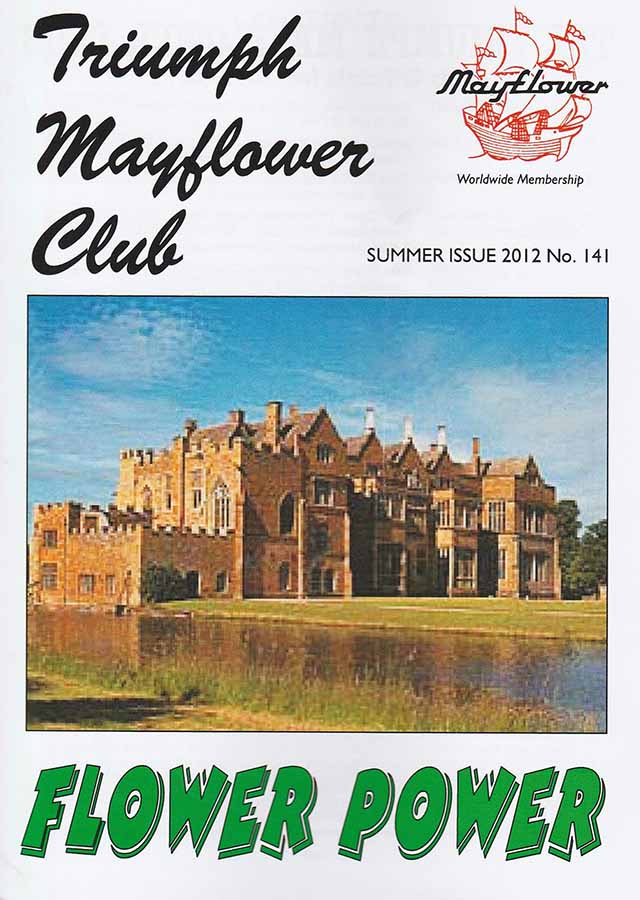 Triumph
Mayflower
Club
Mayflower
Worldwide Membership
SUMMER ISSUE 2012 No. 141
FLOWER POWER